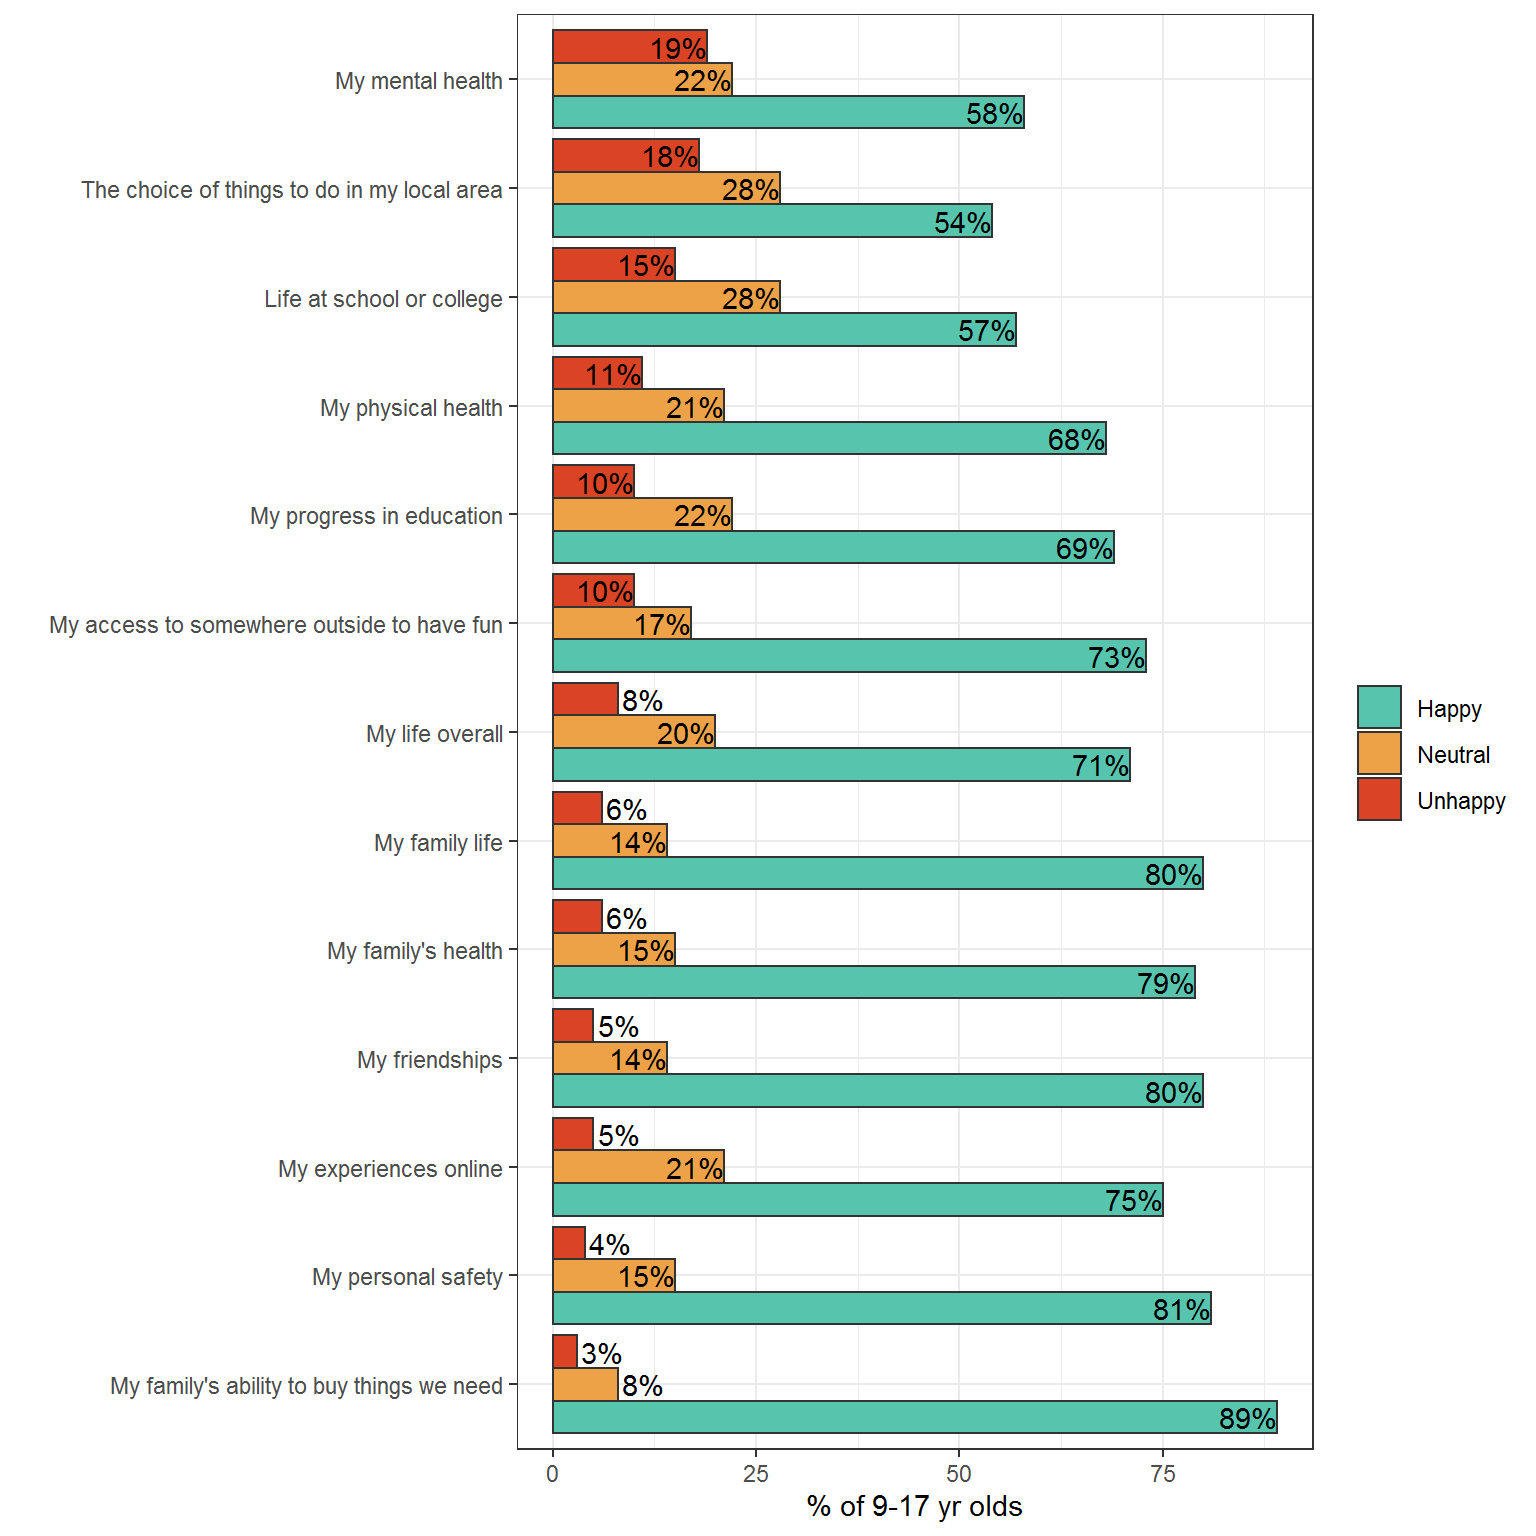 My mental health
19%
22%
58%
The choice of things to do in my local area
18%
28%
54%
Life at school or college
15%
28%
57%
My physical health
11%
21%
68%
My progress in education
10%
22%
69%
My access to somewhere outside to have fun
10%
17%
73%
My life overall
8%
20%
71%
My family life
6%
14%
80%
My family's health
6%
15%
79%
My friendships
5%
14%
80%
My experiences online
5%
21%
75%
My personal safety
4%
15%
81%
My family's ability to buy things we need
3%
8%
89%
0 25 50 75
% of 9-17 yr olds
Happy
Neutral
Unhappy